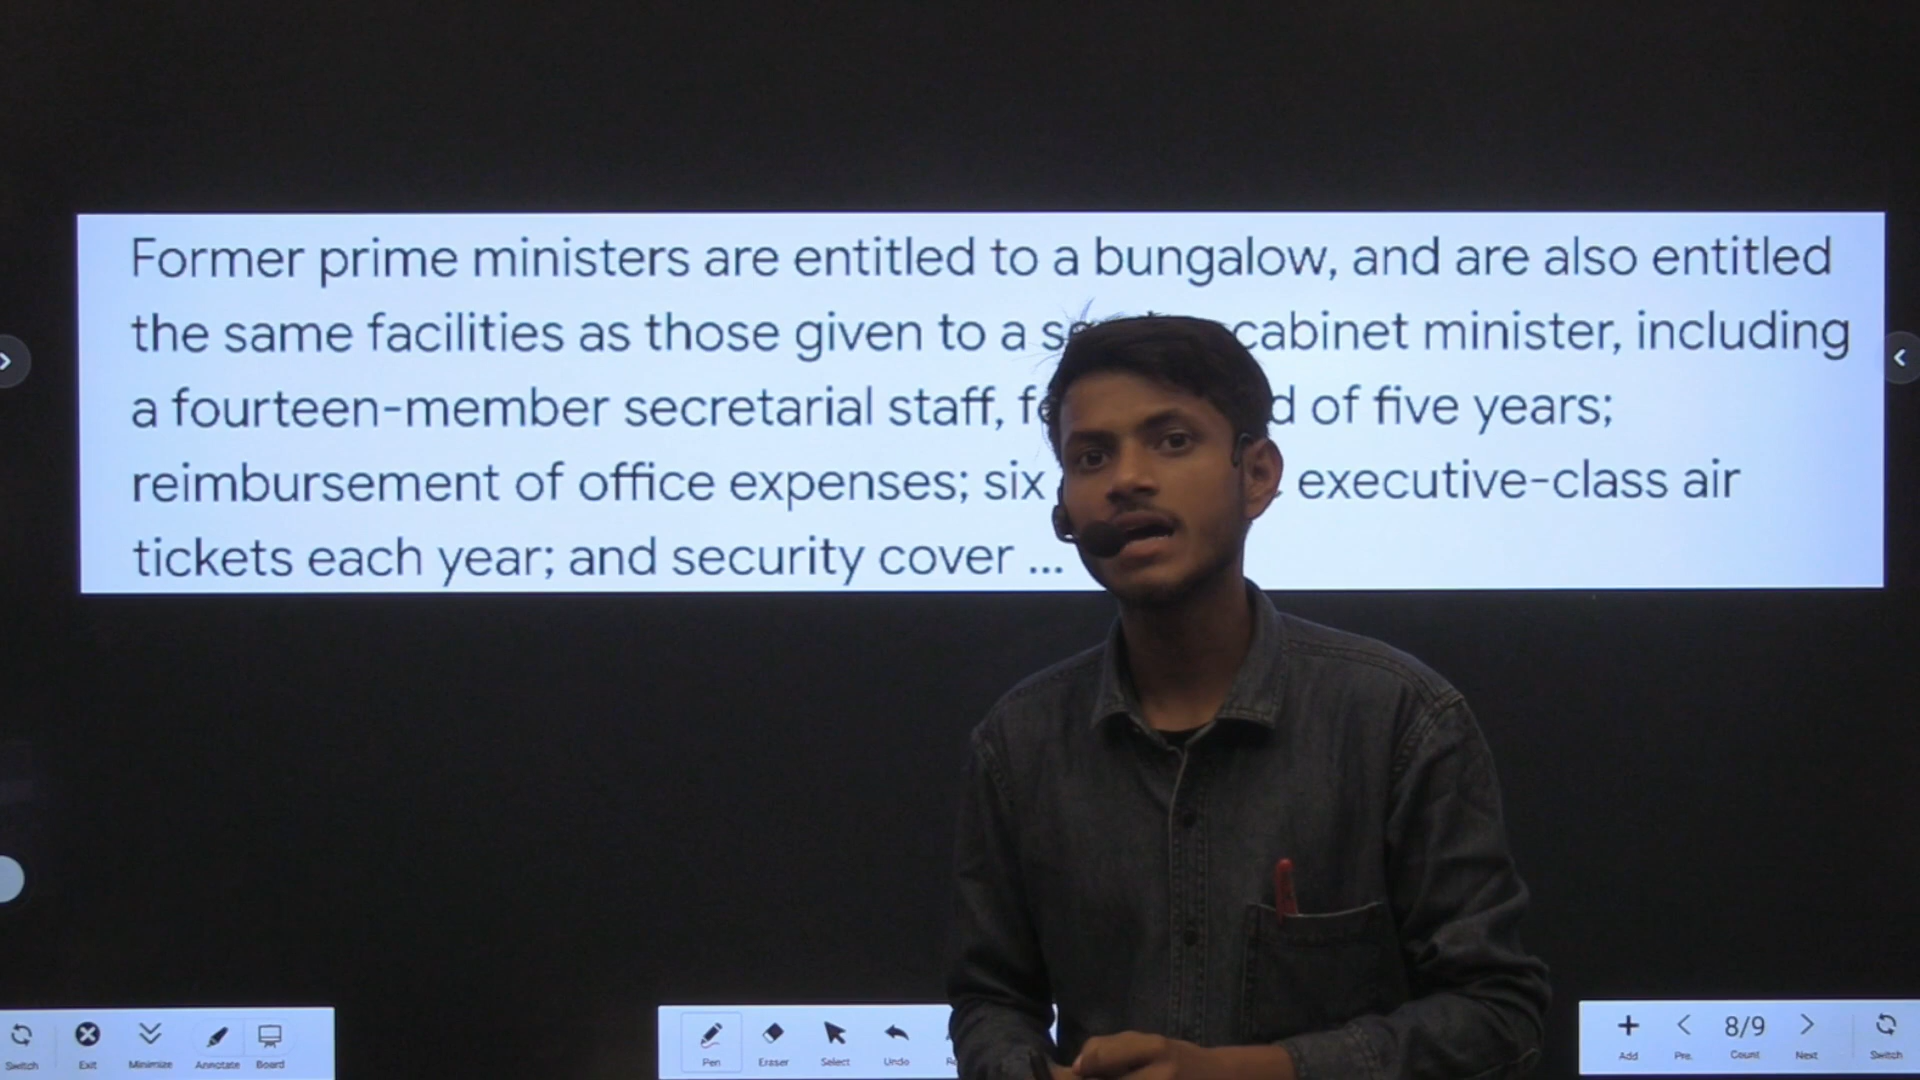 Former prime ministers are entitled to a bungalow, and are also entitled
the same facilities as those given to a cabinet minister, including
a fourteen-member secretarial staff, of five years;
reimbursement of office expenses; six executive-class air
tickets each year; and security cover ...
Switch Exit Minimize Annotate Board
Pen Eraser Select Undo
8/9
Add Pre. Count Next Switch